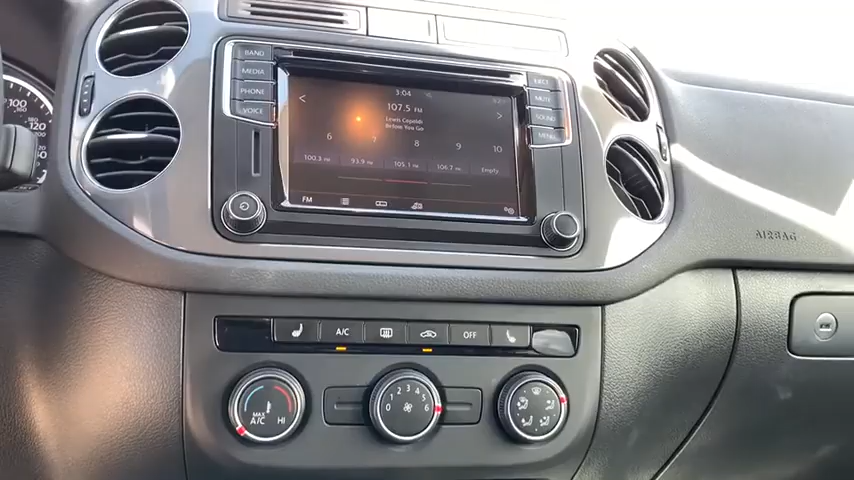 BAND
MEDIA
PHONE
VOICE
EJECT
MUTE
SOUND
MENU
3:04
107.5 FM
Lewis Capaldi
Before You Go
6 7 8 9 10
100.3 93.9 105.1 104.7 Empty
FM
AIRBAG
100
120
A/C
OFF
MAX
A/C HI
0 1 2 3 4 5 6